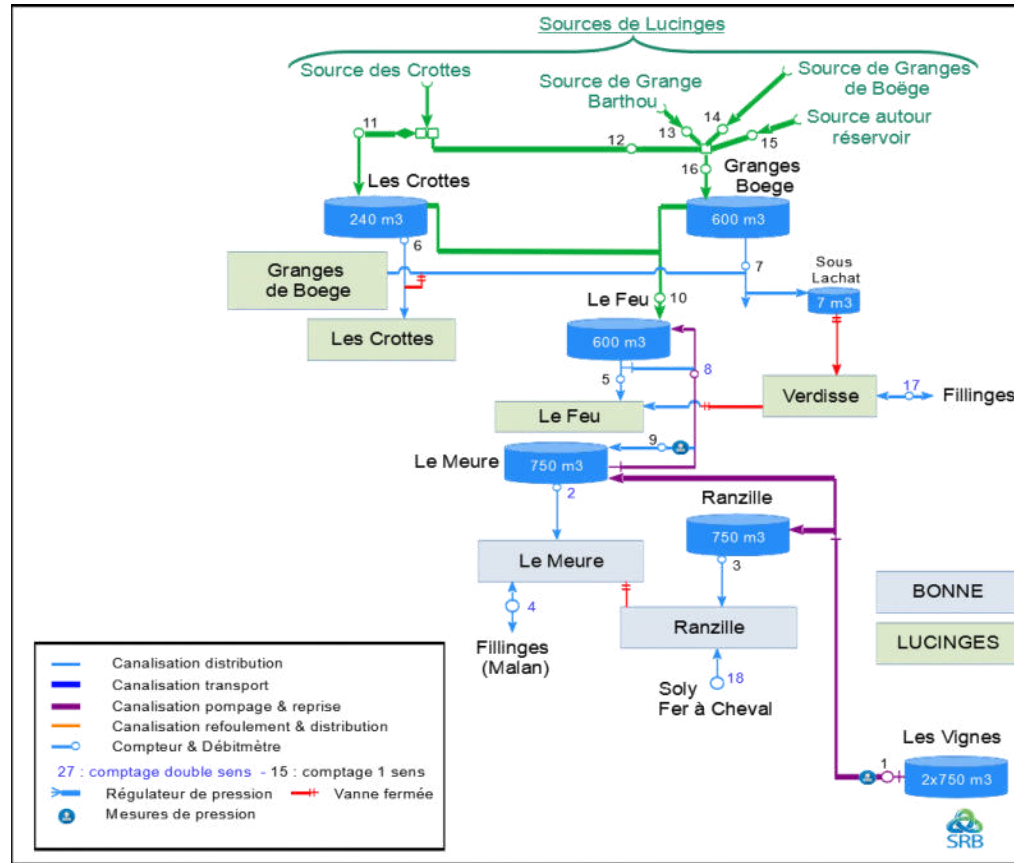 Sources de Lucinges
Source des Crottes
Source de Grange
Barthou
Source de Granges
de Boëge
Source autour
réservoir
11
12
13
14
15
16
Les Crottes
240 m3
Granges
Boege
600 m3
6
7
Granges
de Boege
Les Crottes
Sous
Lachat
7 m3
Le Feu
10
600 m3
5
8
Le Feu
Verdisse
17
Fillinges
9
Le Meure
750 m3
2
Ranzille
750 m3
3
Le Meure
4
Fillinges
(Malan)
Ranzille
18
Soly
Fer à Cheval
BONNE
LUCINGES
Les Vignes
1
2x750 m3
SRB
Canalisation distribution
Canalisation transport
Canalisation pompage & reprise
Canalisation refoulement & distribution
Compteur & Débitmètre
27 : comptage double sens - 15 : comptage 1 sens
Régulateur de pression
Vanne fermée
Mesures de pression